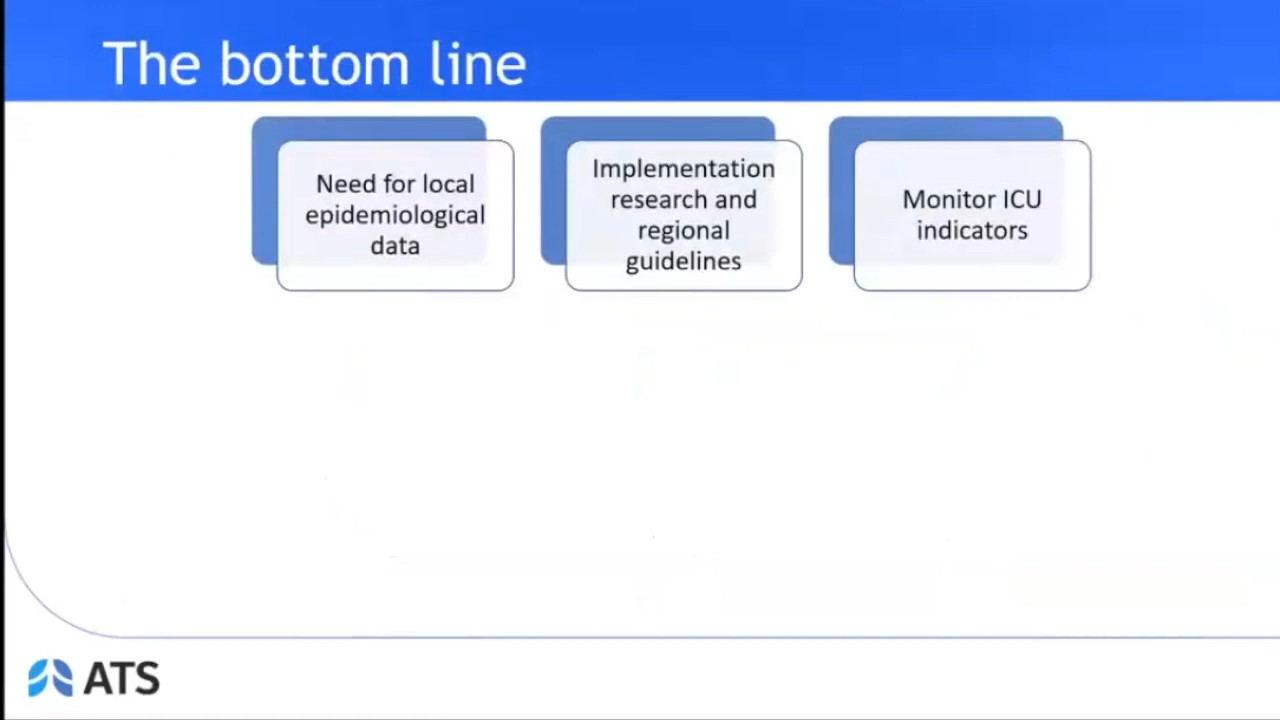 The bottom line
Need for local
epidemiological
data
Implementation
research and
regional
guidelines
Monitor ICU
indicators
ATS